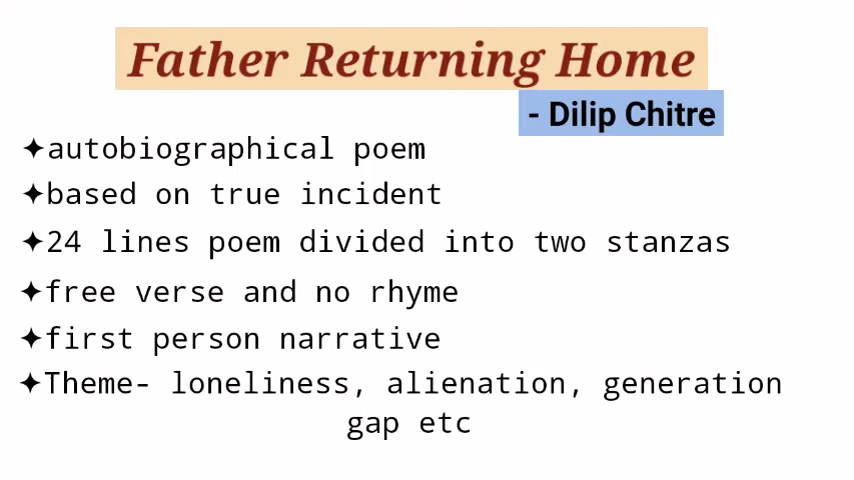 Father Returning Home
- Dilip Chitre
✦autobiographical poem
✦based on true incident
✦24 lines poem divided into two stanzas
✦free verse and no rhyme
✦first person narrative
✦Theme- loneliness, alienation, generation
gap etc